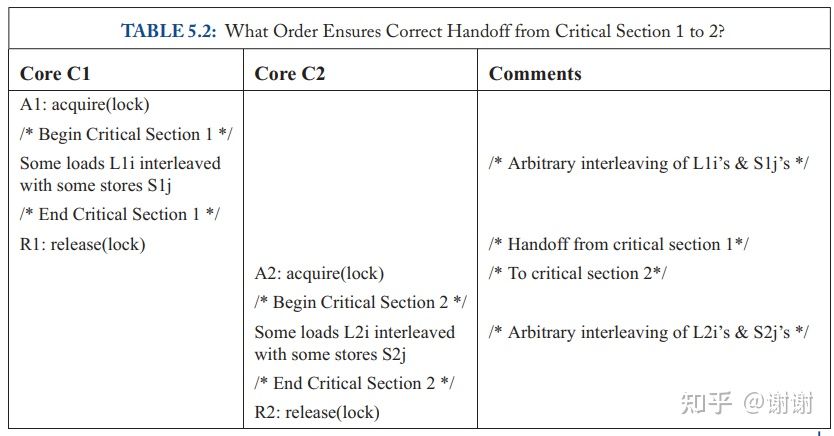 TABLE 5.2: What Order Ensures Correct Handoff from Critical Section 1 to 2?
Core C1 Core C2 Comments
A1: acquire(lock)
/* Begin Critical Section 1 */
Some loads L1i interleaved
with some stores S1j /* Arbitrary interleaving of L1i’s & S1j’s */
/* End Critical Section 1 */
R1: release(lock) /* Handoff from critical section 1*/
A2: acquire(lock) /* To critical section 2*/
/* Begin Critical Section 2 */
Some loads L2i interleaved
with some stores S2j /* Arbitrary interleaving of L2i’s & S2j’s */
/* End Critical Section 2 */
R2: release(lock)
知乎 @谢谢